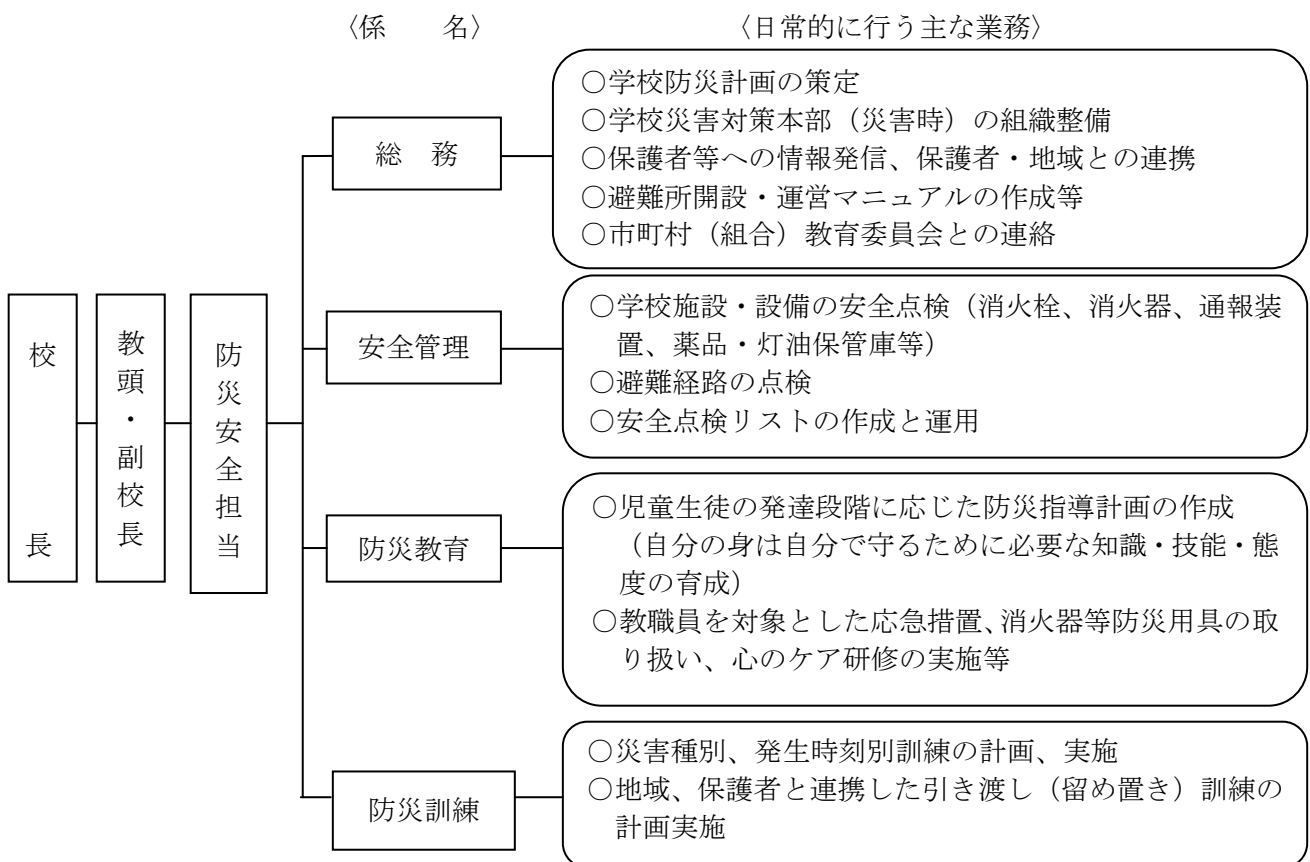 〈係　　名〉　〈日常的に行う主な業務〉
校長
教頭・副校長
防災安全担当
総　務
○学校防災計画の策定
○学校災害対策本部（災害時）の組織整備
○保護者等への情報発信、保護者・地域との連携
○避難所開設・運営マニュアルの作成等
○市町村（組合）教育委員会との連絡
安全管理
○学校施設・設備の安全点検（消火栓、消火器、通報装
置、薬品・灯油保管庫等）
○避難経路の点検
○安全点検リストの作成と運用
防災教育
○児童生徒の発達段階に応じた防災指導計画の作成
（自分の身は自分で守るために必要な知識・技能・態
度の育成）
○教職員を対象とした応急措置、消火器等防災用具の取
り扱い、心のケア研修の実施等
防災訓練
○災害種別、発生時刻別訓練の計画、実施
○地域、保護者と連携した引き渡し（留め置き）訓練の
計画実施